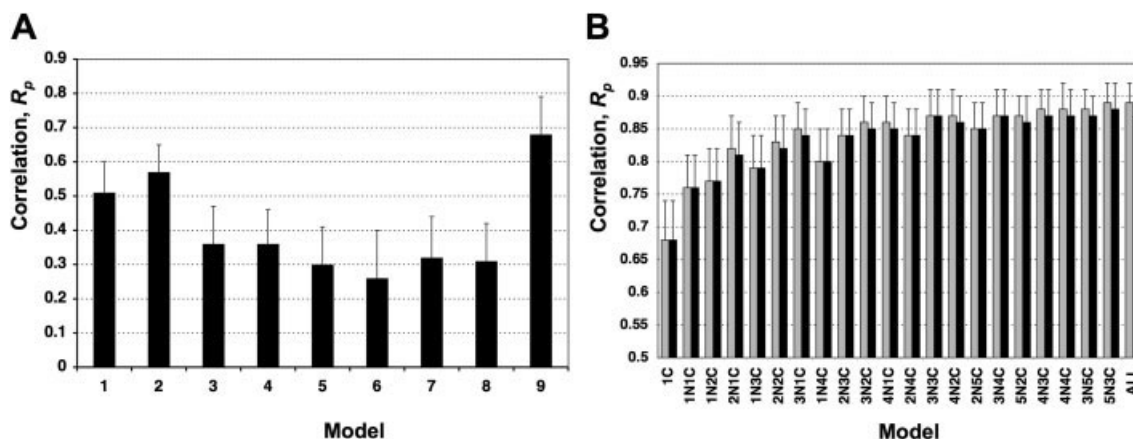 A
Correlation, Rp
0.9
0.8
0.7
0.6
0.5
0.4
0.3
0.2
0.1
0
1 2 3 4 5 6 7 8 9
Model
B
Correlation, Rp
0.95
0.9
0.85
0.8
0.75
0.7
0.65
0.6
0.55
0.5
1C
1N1C
1N2C
2N1C
1N3C
2N2C
3N1C
1N4C
2N3C
3N2C
4N1C
2N4C
3N3C
4N2C
2N5C
3N4C
5N2C
4N3C
4N4C
3N5C
5N3C
ALL
Model